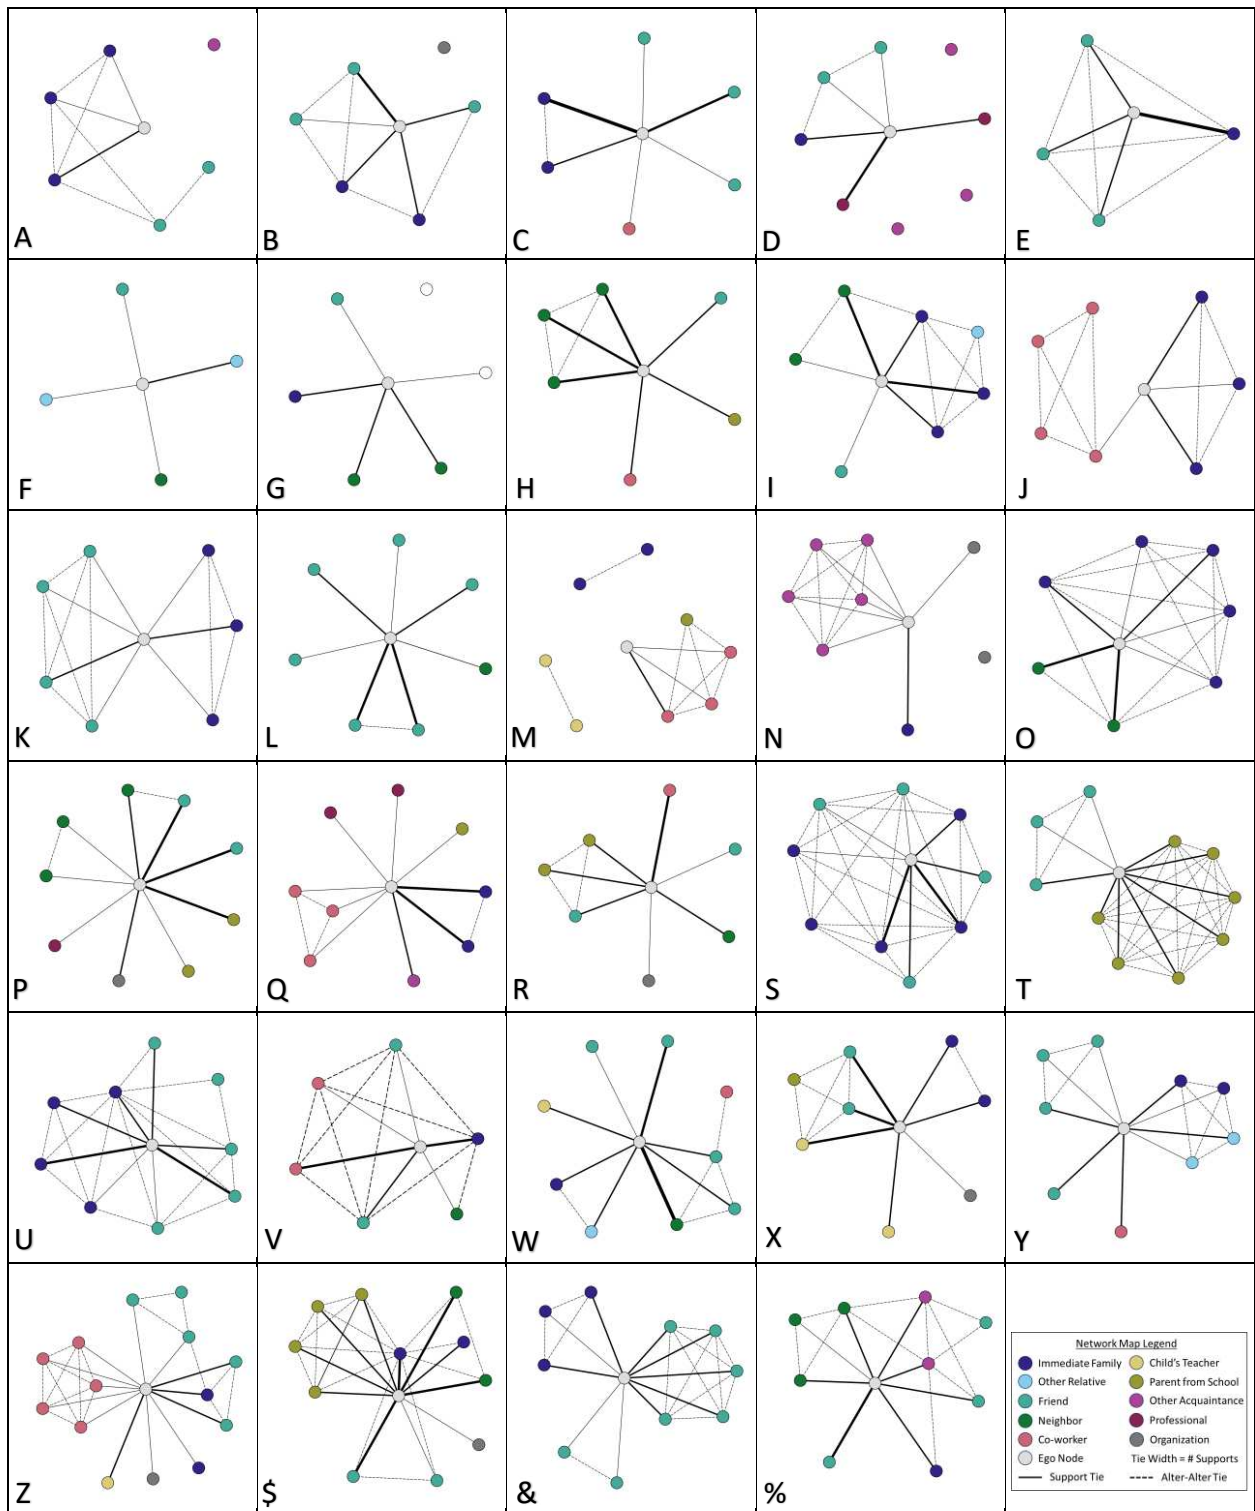 A B C D E
F G H I J
K L M N O
P Q R S T
U V W X Y
Z $ & %
Network Map Legend
Immediate Family Child's Teacher
Other Relative Parent from School
Friend Other Acquaintance
Neighbor Professional
Co-worker Organization
Ego Node Tie Width = # Supports
Support Tie Alter-Alter Tie